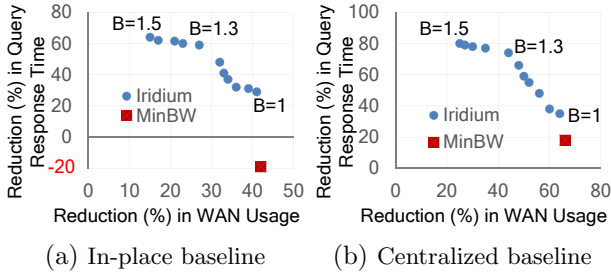 Reduction (%) in Query
Response Time
80
60
40
20
0
-20
B=1.5
B=1.3
B=1
Iridium
MinBW
0 10 20 30 40 50
Reduction (%) in WAN Usage
(a) In-place baseline
Reduction (%) in Query
Response Time
100
80
60
40
20
0
B=1.5
B=1.3
B=1
Iridium
MinBW
0 20 40 60 80
Reduction (%) in WAN Usage
(b) Centralized baseline